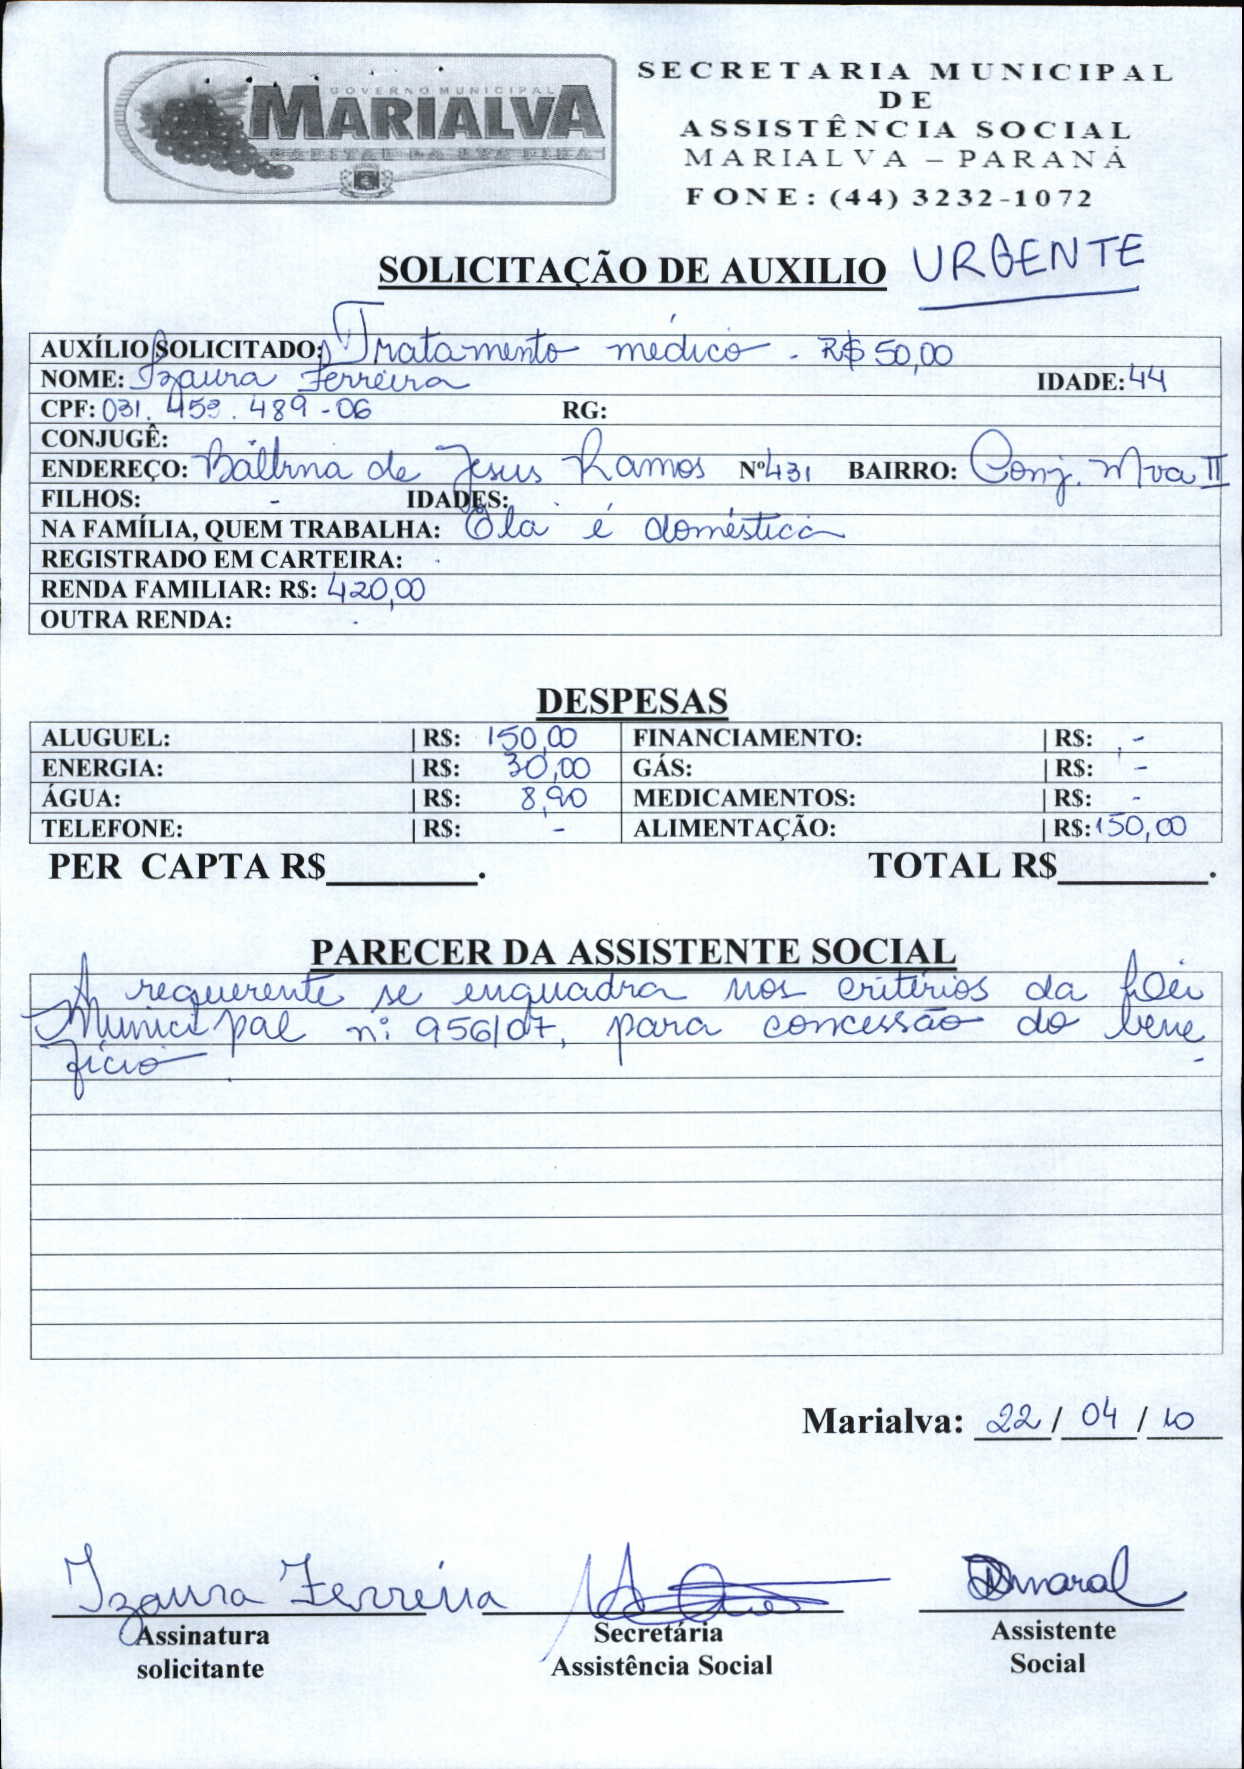 GOVERNO MUNICIPAL
MARIALVA
CAPITAL DA UVA FINA
SECRETARIA MUNICIPAL
DE
ASSISTÊNCIA SOCIAL
MARIALVA – PARANÁ
FONE: (44) 3232-1072
SOLICITAÇÃO DE AUXILIO URGENTE
AUXÍLIO SOLICITADO: Tratamento médico - R$ 50,00
NOME: Izaura Ferreira IDADE: 44
CPF: 031.453.489-06 RG:
CONJUGÊ:
ENDEREÇO: de Jesus Ramos Nº 431 BAIRRO: Conj. Mva II
FILHOS: - IDADES:
NA FAMÍLIA, QUEM TRABALHA: Ela é doméstica
REGISTRADO EM CARTEIRA: -
RENDA FAMILIAR: R$: 420,00
OUTRA RENDA: -
DESPESAS
ALUGUEL: | R$: 150,00 FINANCIAMENTO: | R$: -
ENERGIA: | R$: 30,00 GÁS: | R$: -
ÁGUA: | R$: 8,90 MEDICAMENTOS: | R$: -
TELEFONE: | R$: - ALIMENTAÇÃO: | R$: 150,00
PER CAPTA R$________. TOTAL R$________.
PARECER DA ASSISTENTE SOCIAL
A requerente se enquadra nos critérios da Lei
Municipal nº 956/07, para concessão do bene
fício.
Marialva: 22/04/10
Izaura Ferreira Amaral
Assinatura Secretária Assistente
solicitante Assistência Social Social